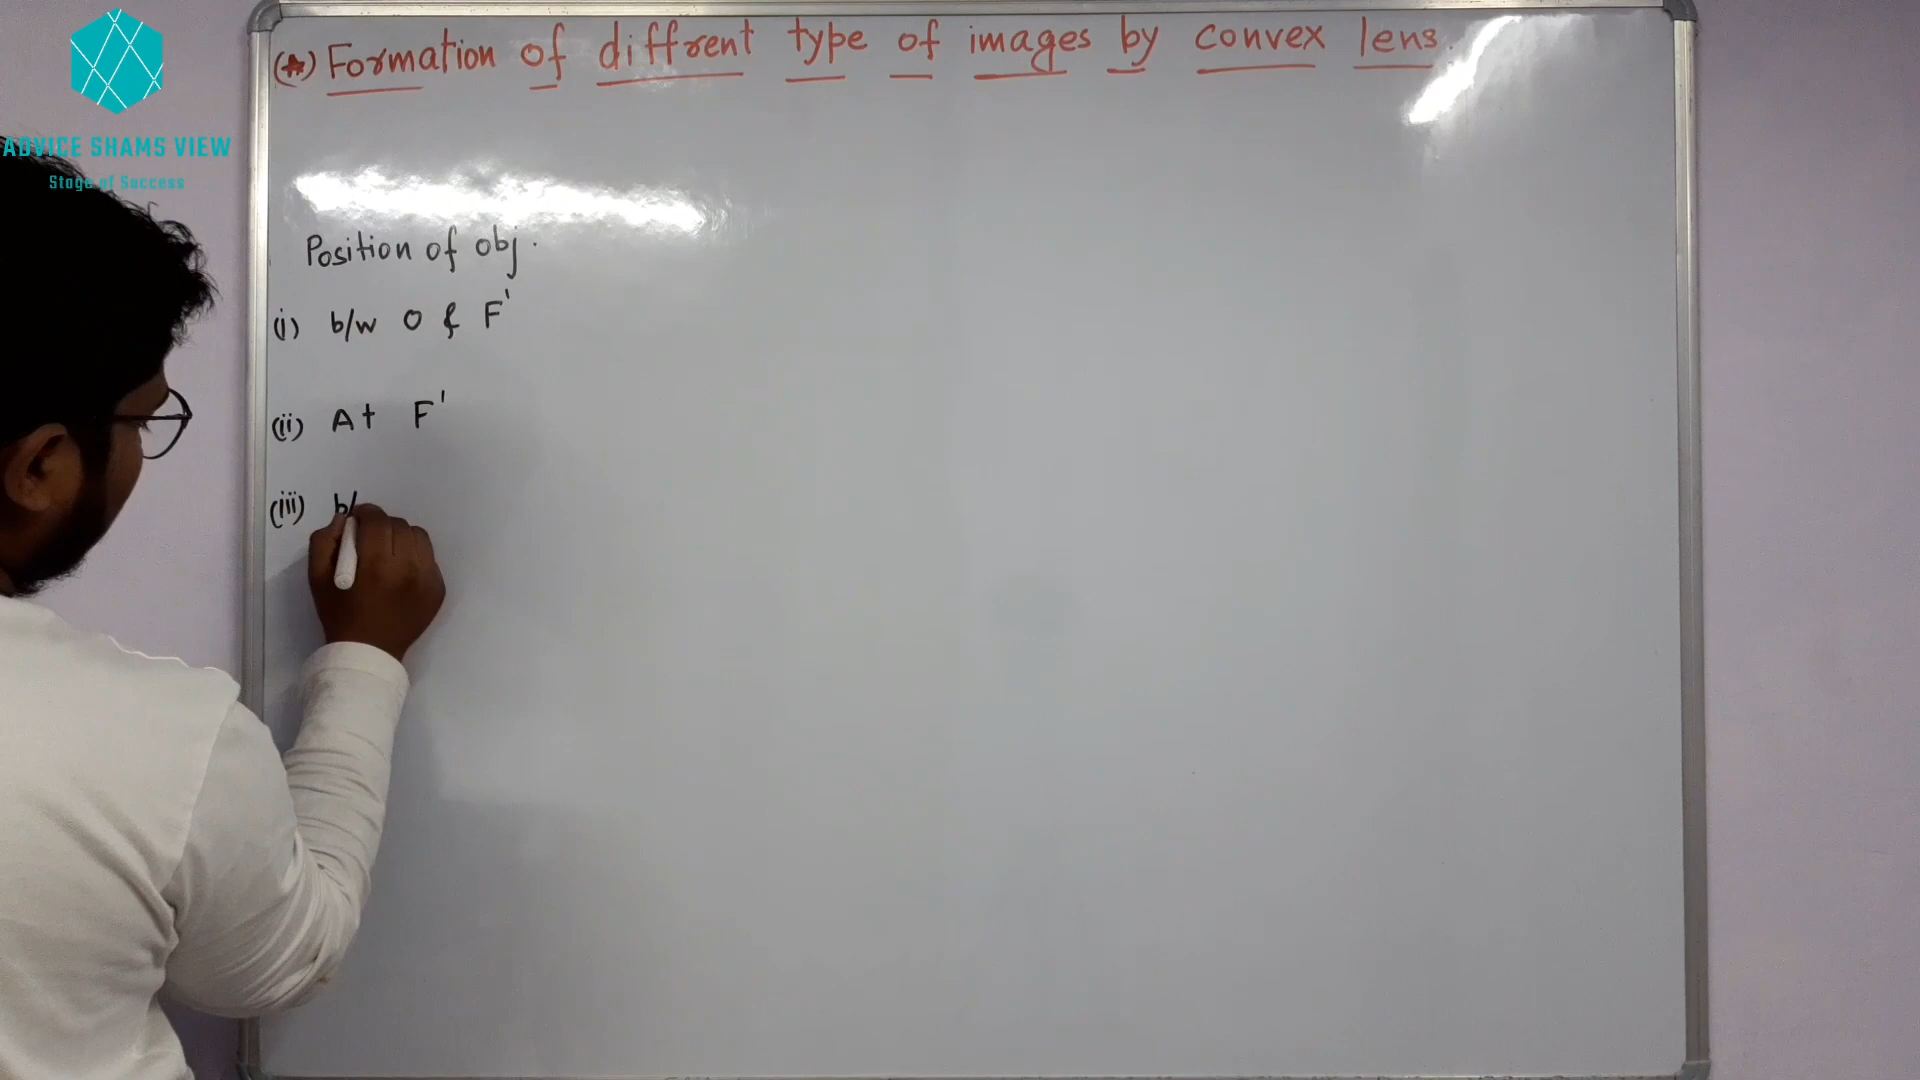 ADVICE SHAMS VIEW
Stage of Success
(*) Formation of diffrent type of images by convex lens.
Position of obj.
(i) b/w O & F'
(ii) At F'
(iii) b/